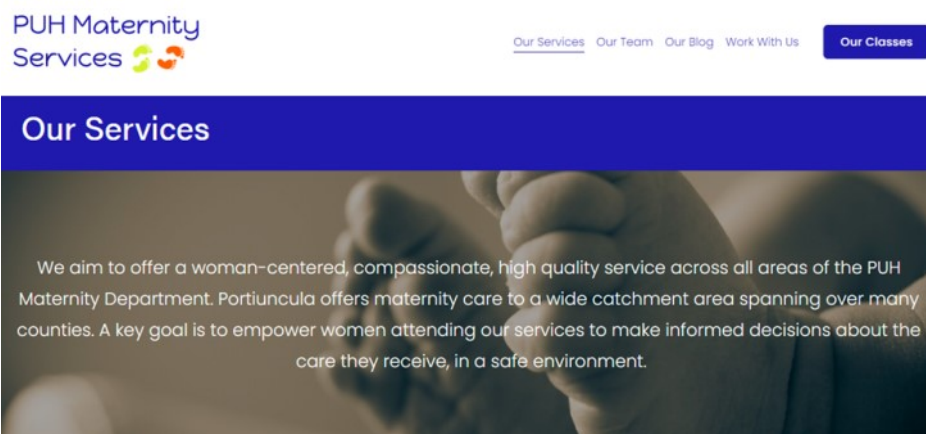 PUH Maternity
Services
Our Services Our Team Our Blog Work With Us Our Classes
Our Services
We aim to offer a woman-centered, compassionate, high quality service across all areas of the PUH
Maternity Department. Portiuncula offers maternity care to a wide catchment area spanning over many
counties. A key goal is to empower women attending our services to make informed decisions about the
care they receive, in a safe environment.